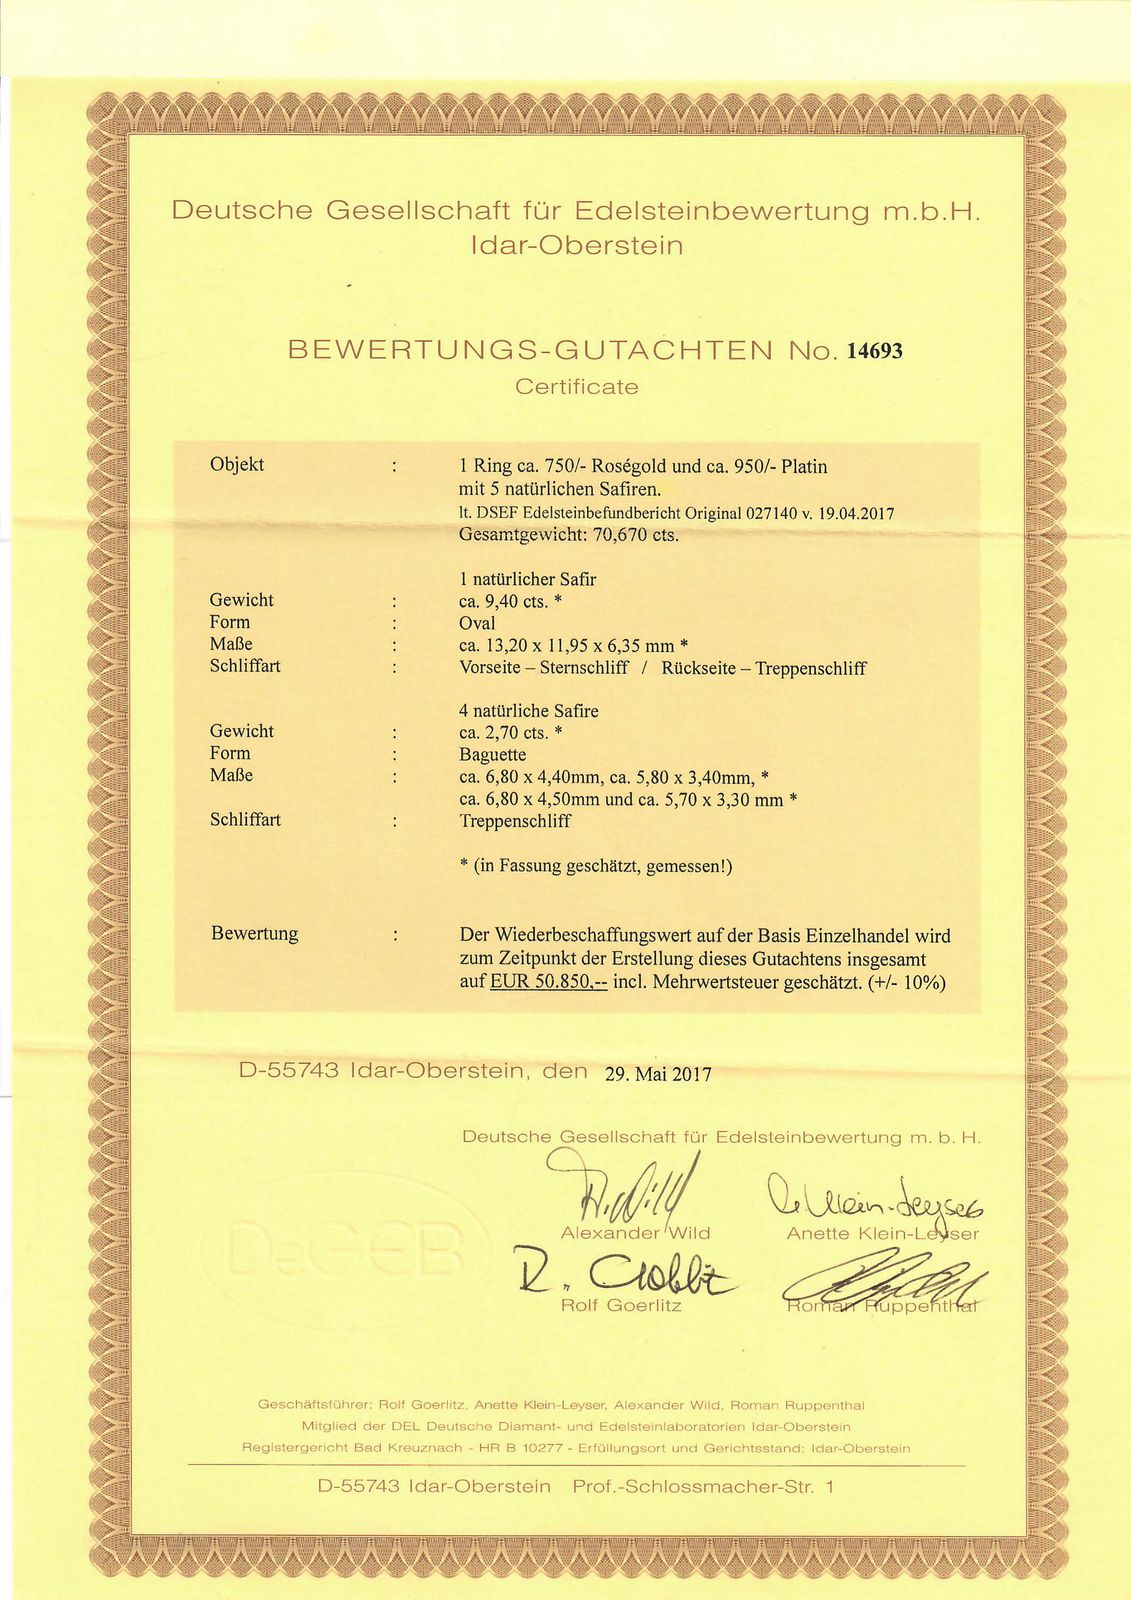 Deutsche Gesellschaft für Edelsteinbewertung m.b.H.
Idar-Oberstein
BEWERTUNGS-GUTACHTEN No. 14693
Certificate
Objekt : 1 Ring ca. 750/- Roségold und ca. 950/- Platin
mit 5 natürlichen Safiren.
lt. DSEF Edelsteinbefundbericht Original 027140 v. 19.04.2017
Gesamtgewicht: 70,670 cts.
1 natürlicher Safir
Gewicht : ca. 9,40 cts. *
Form : Oval
Maße : ca. 13,20 x 11,95 x 6,35 mm *
Schliffart : Vorseite – Sternschliff / Rückseite – Treppenschliff
4 natürliche Safire
Gewicht : ca. 2,70 cts. *
Form : Baguette
Maße : ca. 6,80 x 4,40mm, ca. 5,80 x 3,40mm, *
ca. 6,80 x 4,50mm und ca. 5,70 x 3,30 mm *
Schliffart : Treppenschliff
* (in Fassung geschätzt, gemessen!)
Bewertung : Der Wiederbeschaffungswert auf der Basis Einzelhandel wird
zum Zeitpunkt der Erstellung dieses Gutachtens insgesamt
auf EUR 50.850,-- incl. Mehrwertsteuer geschätzt. (+/- 10%)
D-55743 Idar-Oberstein, den 29. Mai 2017
Deutsche Gesellschaft für Edelsteinbewertung m. b. H.
A. Wild
Alexander Wild Anette Klein-Leyser
DeGEB
Rolf Goerlitz Roman Ruppenthal
Geschäftsführer: Rolf Goerlitz, Anette Klein-Leyser, Alexander Wild, Roman Ruppenthal
Mitglied der DEL Deutsche Diamant- und Edelsteinlaboratorien Idar-Oberstein
Registergericht Bad Kreuznach - HR B 10277 - Erfüllungsort und Gerichtsstand: Idar-Oberstein
D-55743 Idar-Oberstein Prof.-Schlossmacher-Str. 1